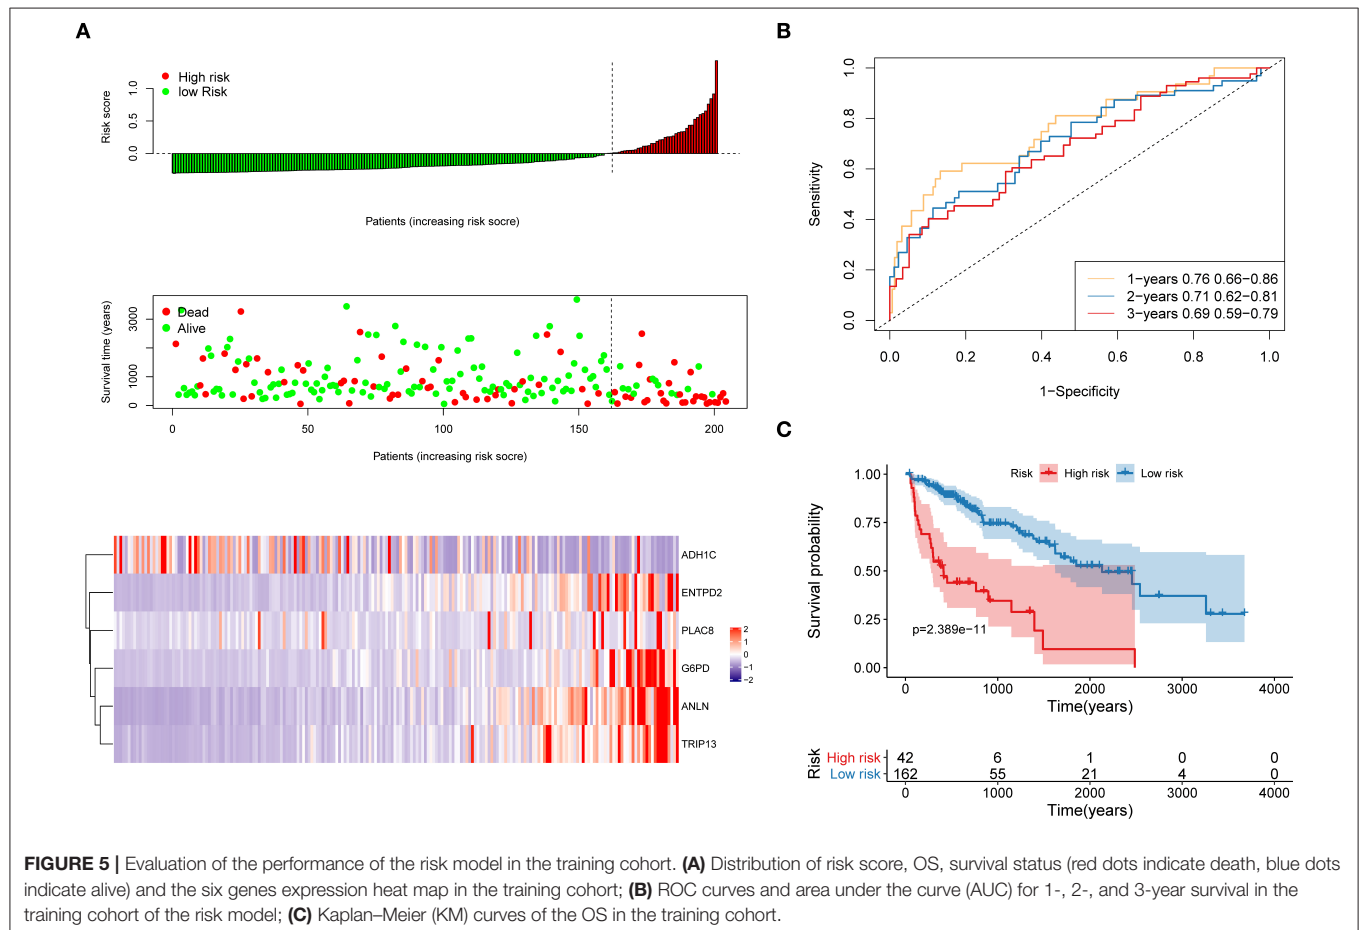 A
High risk
low Risk
Risk score
1.0
0.5
0.0
Patients (increasing risk socre)
Dead
Alive
Survival time (years)
3000
1000
0
0 50 100 150 200
Patients (increasing risk socre)
ADH1C
ENTPD2
PLAC8
G6PD
ANLN
TRIP13
2
1
0
−1
−2
B
Sensitivity
1.0
0.8
0.6
0.4
0.2
0.0
1−years 0.76 0.66−0.86
2−years 0.71 0.62−0.81
3−years 0.69 0.59−0.79
0.0 0.2 0.4 0.6 0.8 1.0
1−Specificity
C
Risk High risk Low risk
Survival probability
1.00
0.75
0.50
0.25
0.00
p=2.389e−11
0 1000 2000 3000 4000
Time(years)
Risk
High risk 42 6 1 0 0
Low risk 162 55 21 4 0
0 1000 2000 3000 4000
Time(years)
FIGURE 5 | Evaluation of the performance of the risk model in the training cohort. (A) Distribution of risk score, OS, survival status (red dots indicate death, blue dots
indicate alive) and the six genes expression heat map in the training cohort; (B) ROC curves and area under the curve (AUC) for 1-, 2-, and 3-year survival in the
training cohort of the risk model; (C) Kaplan–Meier (KM) curves of the OS in the training cohort.